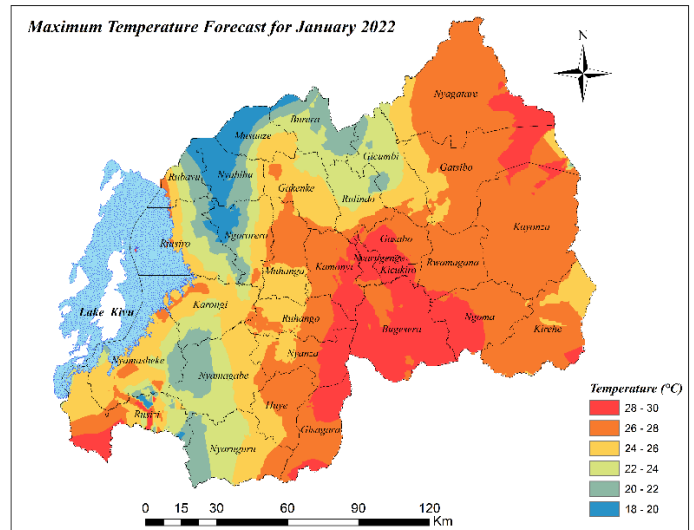 Maximum Temperature Forecast for January 2022
N
Nyagatare
Burera
Musanze
Gicumbi
Rubavu
Nyabihu
Gatsibo
Gakenke
Rulindo
Ngororero
Kayonza
Rutsiro
Gasabo
Nyarugenge
Rwamagana
Muhanga
Kamonyi
Kicukiro
Karongi
Lake Kivu
Ruhango
Bugesera
Ngoma
Kirehe
Nyamasheke
Nyanza
Nyamagabe
Huye
Rusizi
Gisagara
Nyaruguru
Temperature (°C)
28 - 30
26 - 28
24 - 26
22 - 24
20 - 22
18 - 20
0 15 30 60 90 120
Km